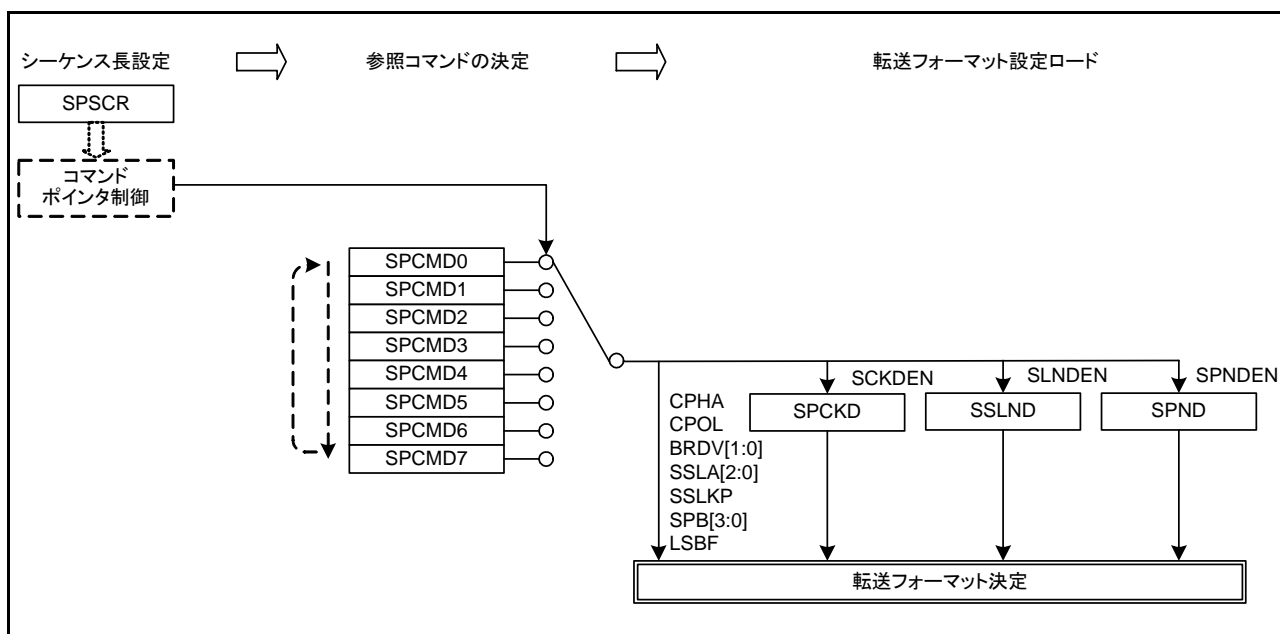 シーケンス長設定
参照コマンドの決定
転送フォーマット設定ロード
SPSCR
コマンド
ポインタ制御
SPCMD0
SPCMD1
SPCMD2
SPCMD3
SPCMD4
SPCMD5
SPCMD6
SPCMD7
CPHA
CPOL
BRDV[1:0]
SSLA[2:0]
SSLKP
SPB[3:0]
LSBF
SCKDEN
SPCKD
SLNDEN
SSLND
SPNDEN
SPND
転送フォーマット決定